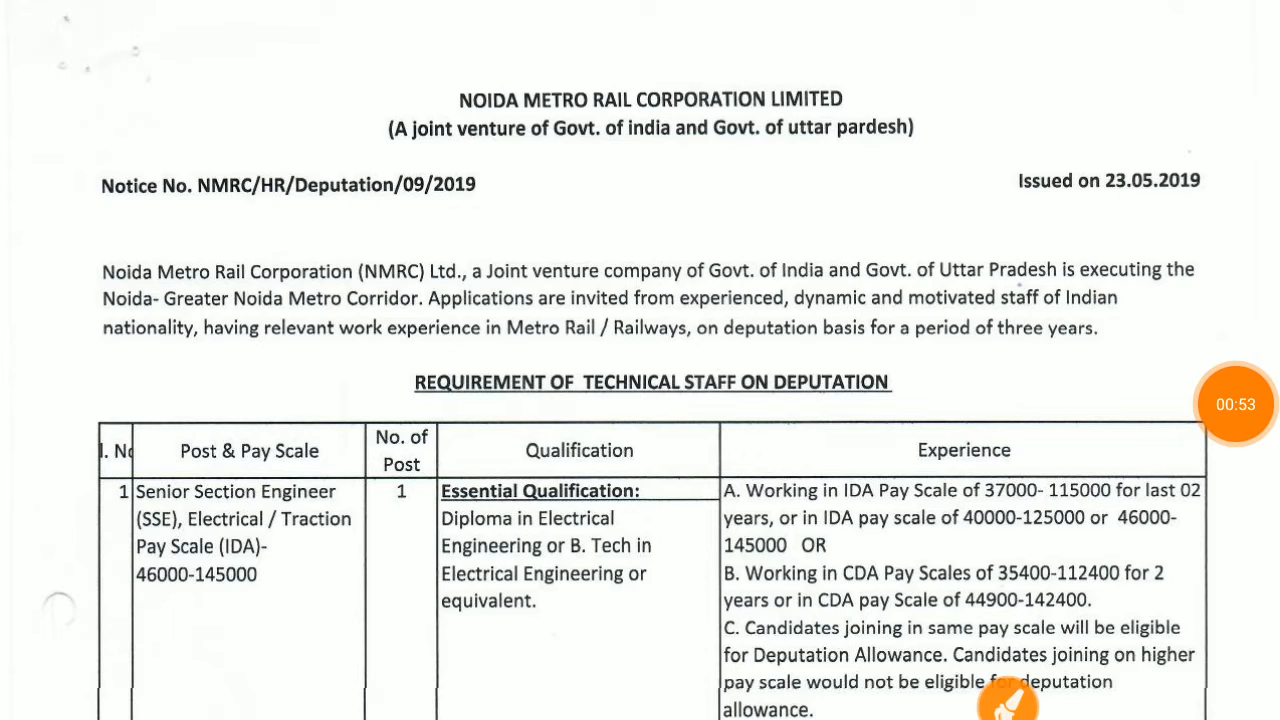 NOIDA METRO RAIL CORPORATION LIMITED
(A joint venture of Govt. of india and Govt. of uttar pardesh)
Notice No. NMRC/HR/Deputation/09/2019
Issued on 23.05.2019
Noida Metro Rail Corporation (NMRC) Ltd., a Joint venture company of Govt. of India and Govt. of Uttar Pradesh is executing the
Noida- Greater Noida Metro Corridor. Applications are invited from experienced, dynamic and motivated staff of Indian
nationality, having relevant work experience in Metro Rail / Railways, on deputation basis for a period of three years.
REQUIREMENT OF TECHNICAL STAFF ON DEPUTATION
00:53
l. No
Post & Pay Scale
No. of
Post
Qualification
Experience
1
Senior Section Engineer
(SSE), Electrical / Traction
Pay Scale (IDA)-
46000-145000
1
Essential Qualification:
Diploma in Electrical
Engineering or B. Tech in
Electrical Engineering or
equivalent.
A. Working in IDA Pay Scale of 37000- 115000 for last 02
years, or in IDA pay scale of 40000-125000 or 46000-
145000 OR
B. Working in CDA Pay Scales of 35400-112400 for 2
years or in CDA pay Scale of 44900-142400.
C. Candidates joining in same pay scale will be eligible
for Deputation Allowance. Candidates joining on higher
pay scale would not be eligible for deputation
allowance.